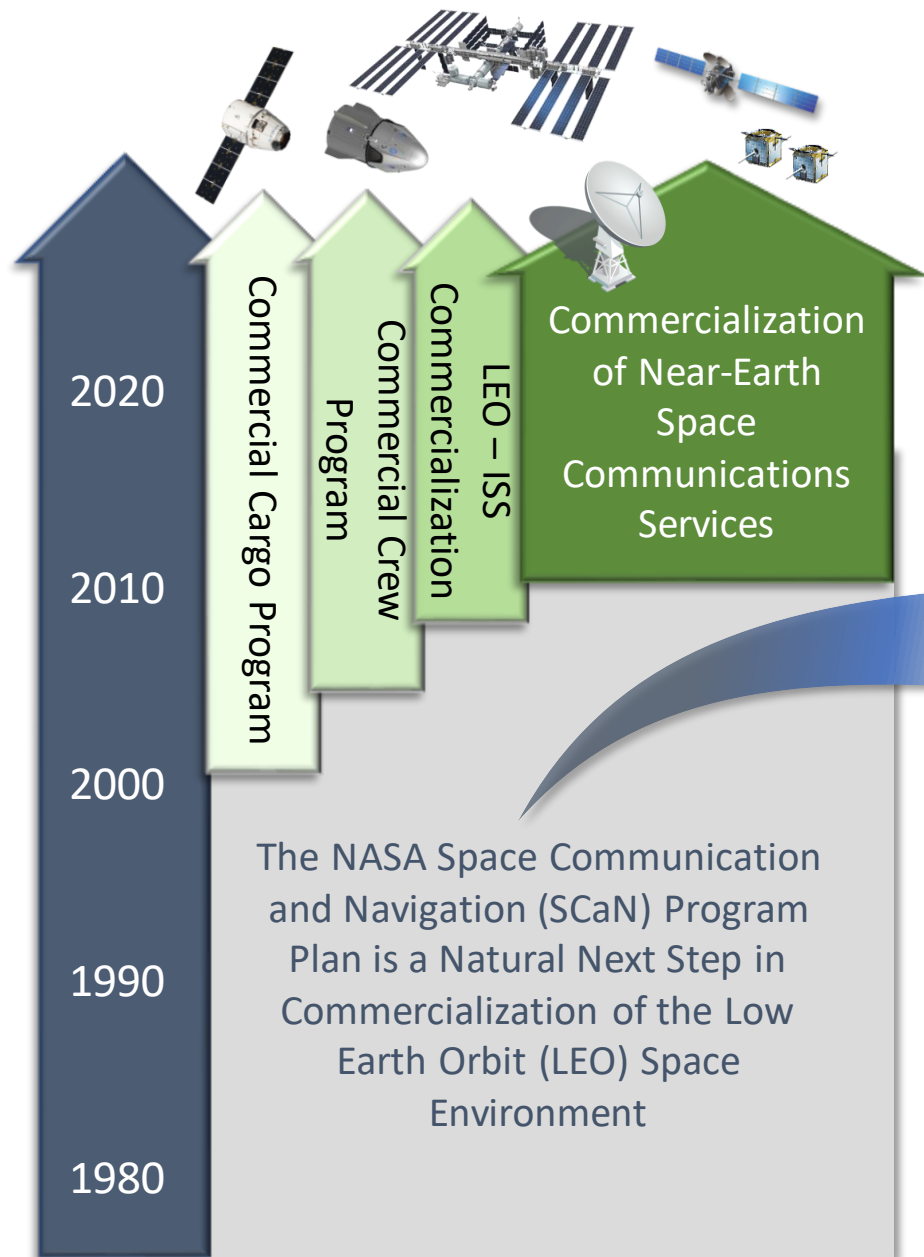 2020
2010
2000
1990
1980
Commercial Cargo Program
Commercial Crew
Program
LEO – ISS
Commercialization
Commercialization
of Near-Earth
Space
Communications
Services
The NASA Space Communication
and Navigation (SCaN) Program
Plan is a Natural Next Step in
Commercialization of the Low
Earth Orbit (LEO) Space
Environment